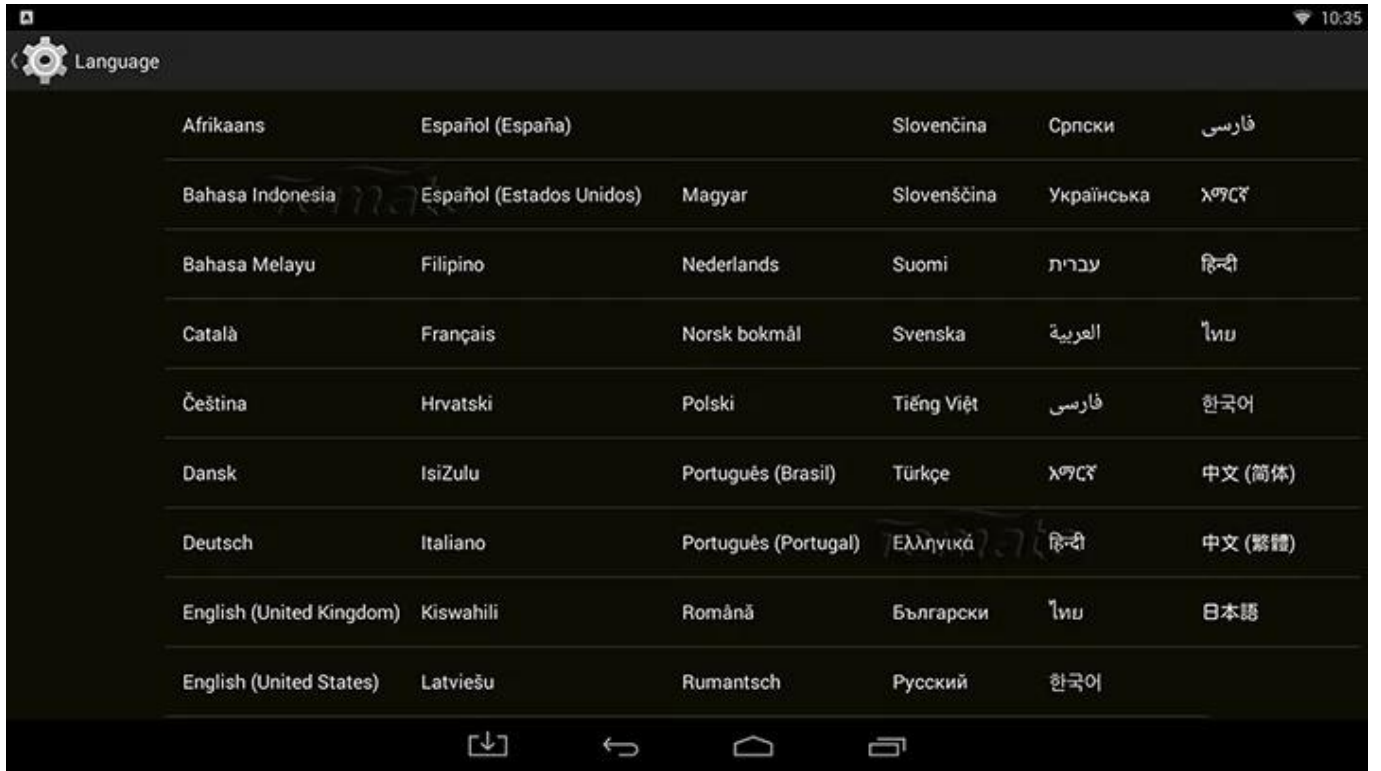 10:35
Language
Afrikaans Español (España) Slovenčina Српски فارسی
Bahasa Indonesia Español (Estados Unidos) Magyar Slovenščina Українська አማርኛ
Bahasa Melayu Filipino Nederlands Suomi עברית हिन्दी
Català Français Norsk bokmål Svenska العربية ไทย
Čeština Hrvatski Polski Tiếng Việt فارسی 한국어
Dansk IsiZulu Português (Brasil) Türkçe አማርኛ 中文 (简体)
Deutsch Italiano Português (Portugal) Ελληνικά हिन्दी 中文 (繁體)
English (United Kingdom) Kiswahili Română Български ไทย 日本語
English (United States) Latviešu Rumantsch Русский 한국어